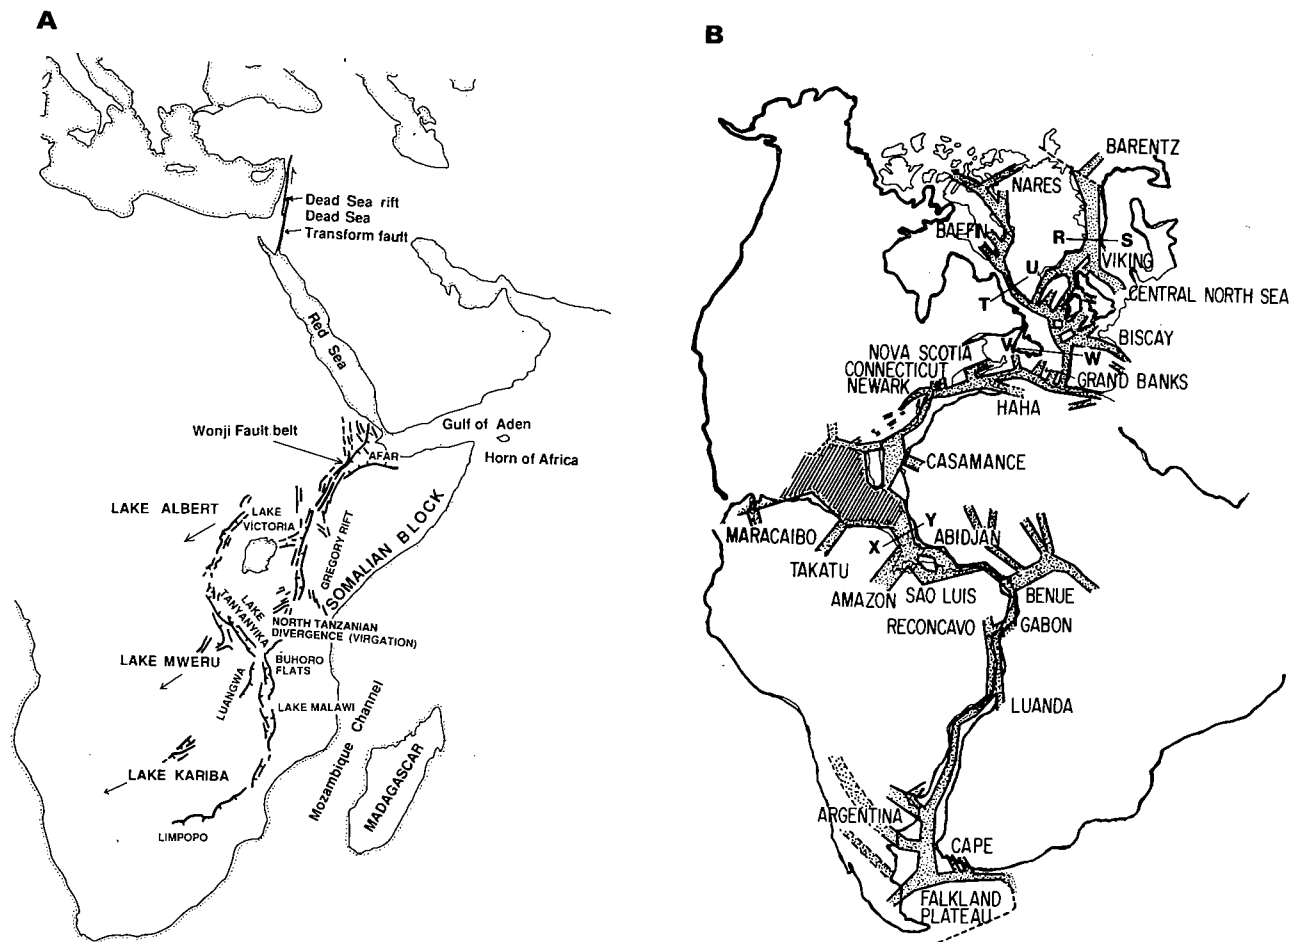 A
Dead Sea rift
Dead Sea
Transform fault
Red Sea
Gulf of Aden
Wonji Fault belt
AFAR
Horn of Africa
LAKE ALBERT
LAKE
VICTORIA
GREGORY RIFT
SOMALIAN BLOCK
LAKE
TANYANYIKA
NORTH TANZANIAN
DIVERGENCE (VIRGATION)
LAKE MWERU
BUHORO
FLATS
LUANGWA
LAKE MALAWI
LAKE KARIBA
Mozambique Channel
MADAGASCAR
LIMPOPO
B
BARENTZ
NARES
BAFFIN
R
S
VIKING
U
T
CENTRAL NORTH SEA
BISCAY
V
W
NOVA SCOTIA
CONNECTICUT
NEWARK
GRAND BANKS
HAHA
CASAMANCE
MARACAIBO
Y
X
ABIDJAN
TAKATU
AMAZON
SAO LUIS
BENUE
RECONCAVO
GABON
LUANDA
ARGENTINA
CAPE
FALKLAND
PLATEAU